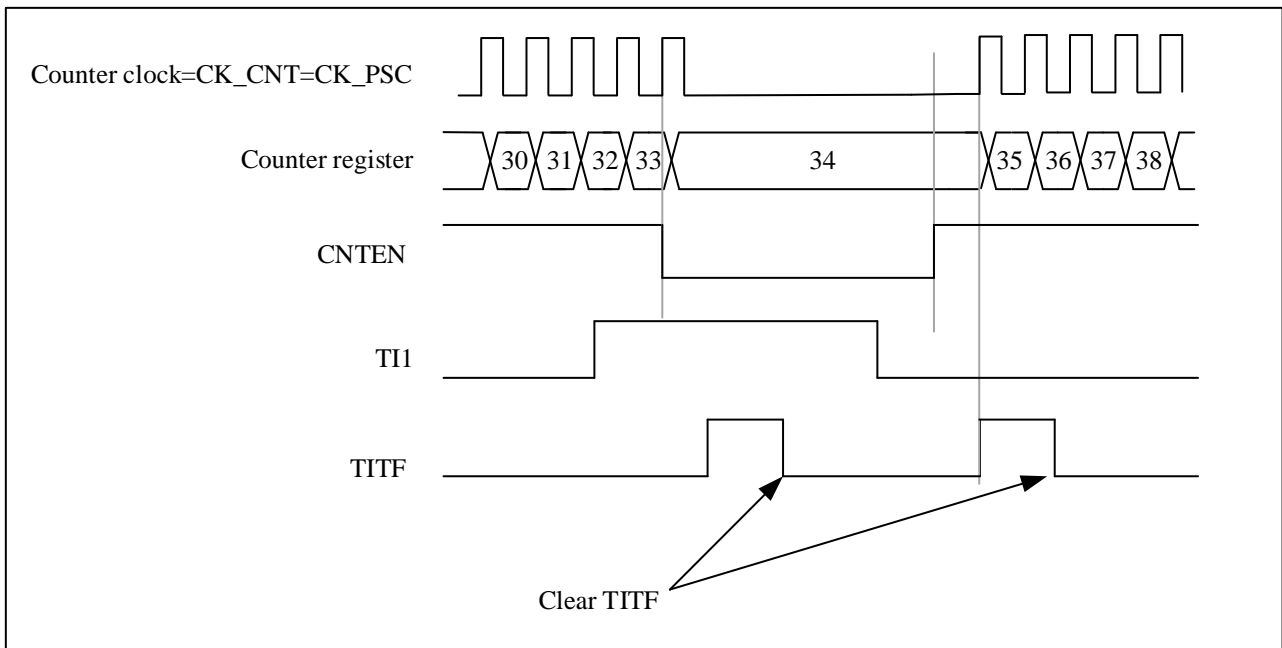 Counter clock=CK_CNT=CK_PSC
Counter register 30 31 32 33 34 35 36 37 38
CNTEN
TI1
TITF
Clear TITF